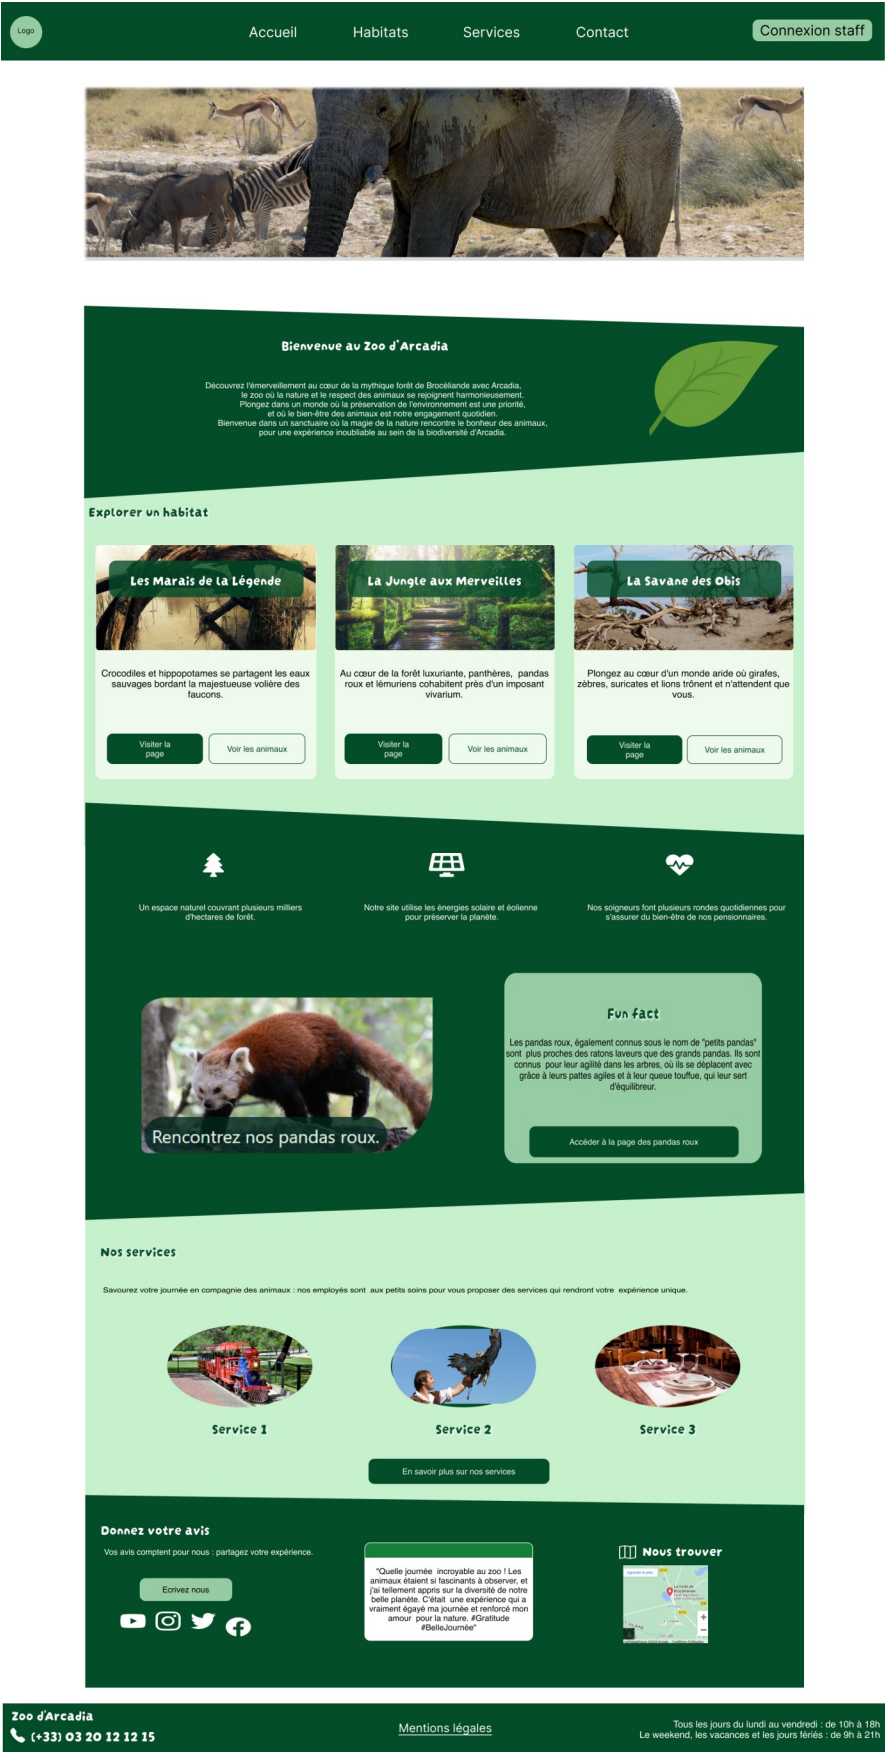 Logo
Accueil
Habitats
Services
Contact
Connexion staff
Bienvenue au Zoo d'Arcadia
Découvrez l'émerveillement au cœur de la mythique forêt de Brocéliande avec Arcadia,
le zoo où la nature et le respect des animaux se rejoignent harmonieusement.
Plongez dans un monde où la préservation de l'environnement est une priorité,
et où le bien-être des animaux est notre engagement quotidien.
Bienvenue dans un sanctuaire où la magie de la nature rencontre le bonheur des animaux,
pour une expérience inoubliable au sein de la biodiversité d'Arcadia.
Explorer un habitat
Les Marais de la Légende
Crocodiles et hippopotames se partagent les eaux
sauvages bordant la majestueuse volière des
faucons.
Visiter la
page
Voir les animaux
La Jungle aux Merveilles
Au cœur de la forêt luxuriante, panthères, pandas
roux et lémuriens cohabitent près d'un imposant
vivarium.
Visiter la
page
Voir les animaux
La Savane des Obis
Plongez au cœur d'un monde aride où girafes,
zèbres, suricates et lions trônent et n'attendent que
vous.
Visiter la
page
Voir les animaux
Un espace naturel couvrant plusieurs milliers
d'hectares de forêt.
Notre site utilise les énergies solaire et éolienne
pour préserver la planète.
Nos soigneurs font plusieurs rondes quotidiennes pour
s'assurer du bien-être de nos pensionnaires.
Rencontrez nos pandas roux.
Fun fact
Les pandas roux, également connus sous le nom de "petits pandas"
sont plus proches des ratons laveurs que des grands pandas. Ils sont
connus pour leur agilité dans les arbres, où ils se déplacent avec
grâce à leurs pattes agiles et à leur queue touffue, qui leur sert
d'équilibreur.
Accéder à la page des pandas roux
Nos services
Savourez votre journée en compagnie des animaux : nos employés sont aux petits soins pour vous proposer des services qui rendront votre expérience unique.
Service 1
Service 2
Service 3
En savoir plus sur nos services
Donnez votre avis
Vos avis comptent pour nous : partagez votre expérience.
Ecrivez nous
"Quelle journée incroyable au zoo ! Les
animaux étaient si fascinants à observer, et
j'ai tellement appris sur la diversité de notre
belle planète. C'était une expérience qui a
vraiment égayé ma journée et renforcé mon
amour pour la nature. #Gratitude
#BelleJournée"
Nous trouver
Zoo d'Arcadia
(+33) 03 20 12 12 15
Mentions légales
Tous les jours du lundi au vendredi : de 10h à 18h
Le weekend, les vacances et les jours fériés : de 9h à 21h